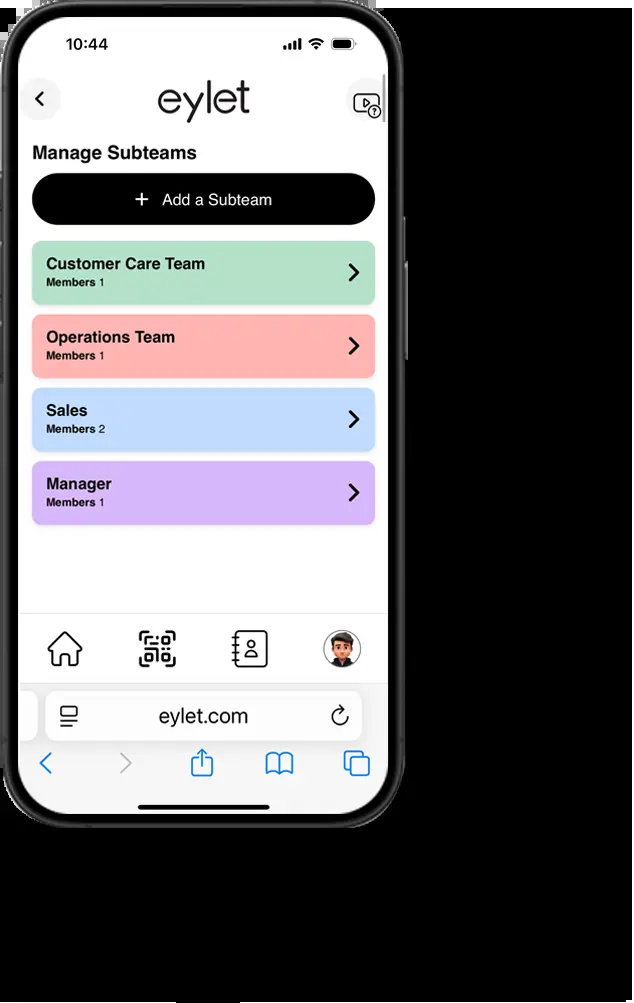 10:44
eylet
Manage Subteams
+ Add a Subteam
Customer Care Team
Members 1
Operations Team
Members 1
Sales
Members 2
Manager
Members 1
eylet.com